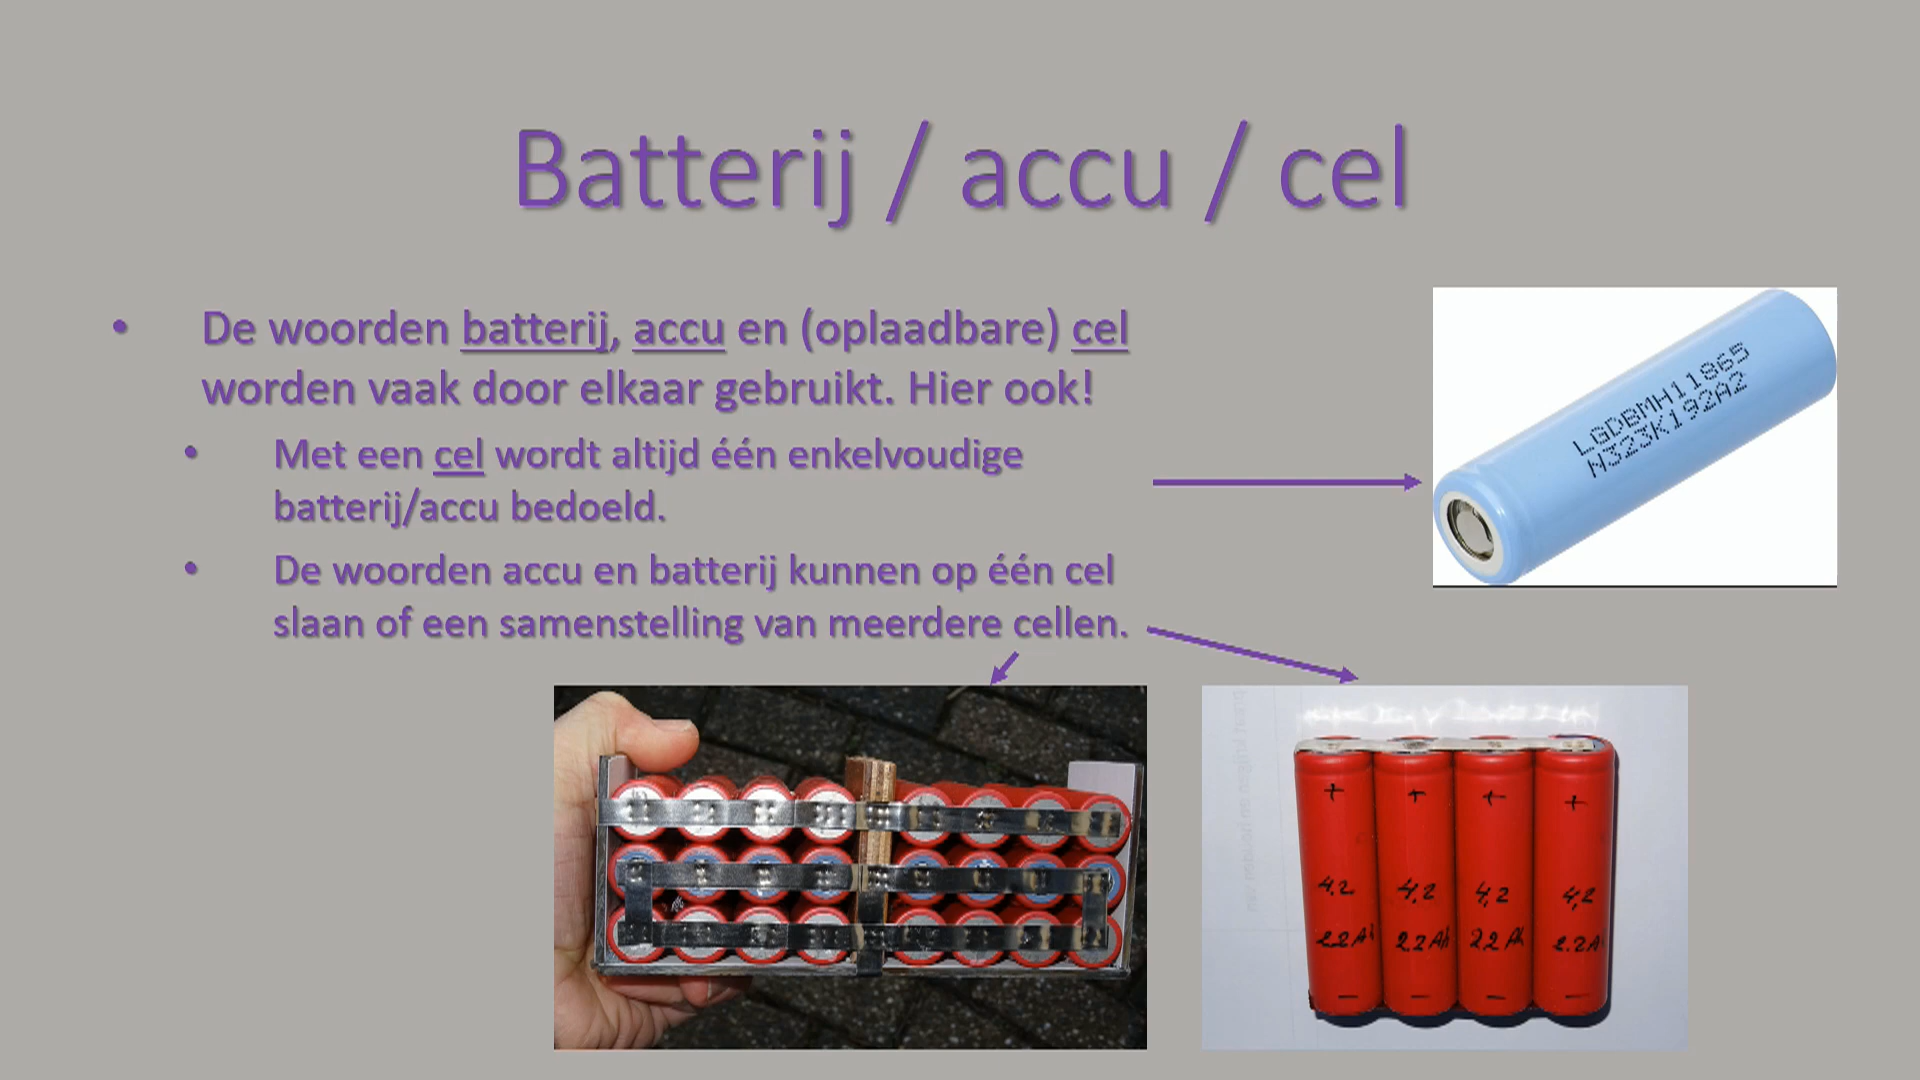 Batterij / accu / cel
• De woorden batterij, accu en (oplaadbare) cel
worden vaak door elkaar gebruikt. Hier ook!
• Met een cel wordt altijd één enkelvoudige
batterij/accu bedoeld.
• De woorden accu en batterij kunnen op één cel
slaan of een samenstelling van meerdere cellen.
LGDBMH11865
N323K192A2
+ + + +
4.2 4.2 4,2 4,2
2.2Ah 2.2Ah 2.2Ah 2.2A
- - - -